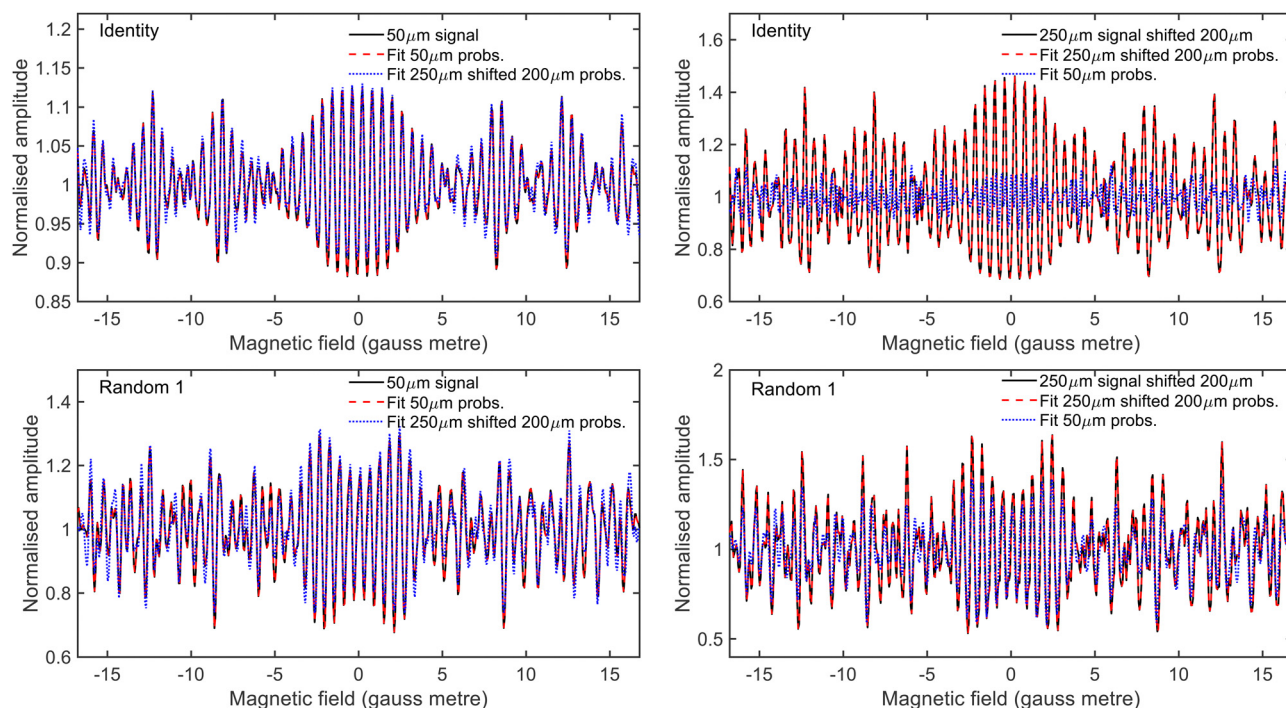 Identity
50μm signal
Fit 50μm probs.
Fit 250μm shifted 200μm probs.
1.2
1.15
1.1
1.05
1
0.95
0.9
0.85
Normalised amplitude
-15 -10 -5 0 5 10 15
Magnetic field (gauss metre)
Identity
250μm signal shifted 200μm
Fit 250μm shifted 200μm probs.
Fit 50μm probs.
1.6
1.4
1.2
1
0.8
0.6
Normalised amplitude
-15 -10 -5 0 5 10 15
Magnetic field (gauss metre)
Random 1
50μm signal
Fit 50μm probs.
Fit 250μm shifted 200μm probs.
1.4
1.2
1
0.8
0.6
Normalised amplitude
-15 -10 -5 0 5 10 15
Magnetic field (gauss metre)
Random 1
250μm signal shifted 200μm
Fit 250μm shifted 200μm probs.
Fit 50μm probs.
2
1.5
1
0.5
Normalised amplitude
-15 -10 -5 0 5 10 15
Magnetic field (gauss metre)